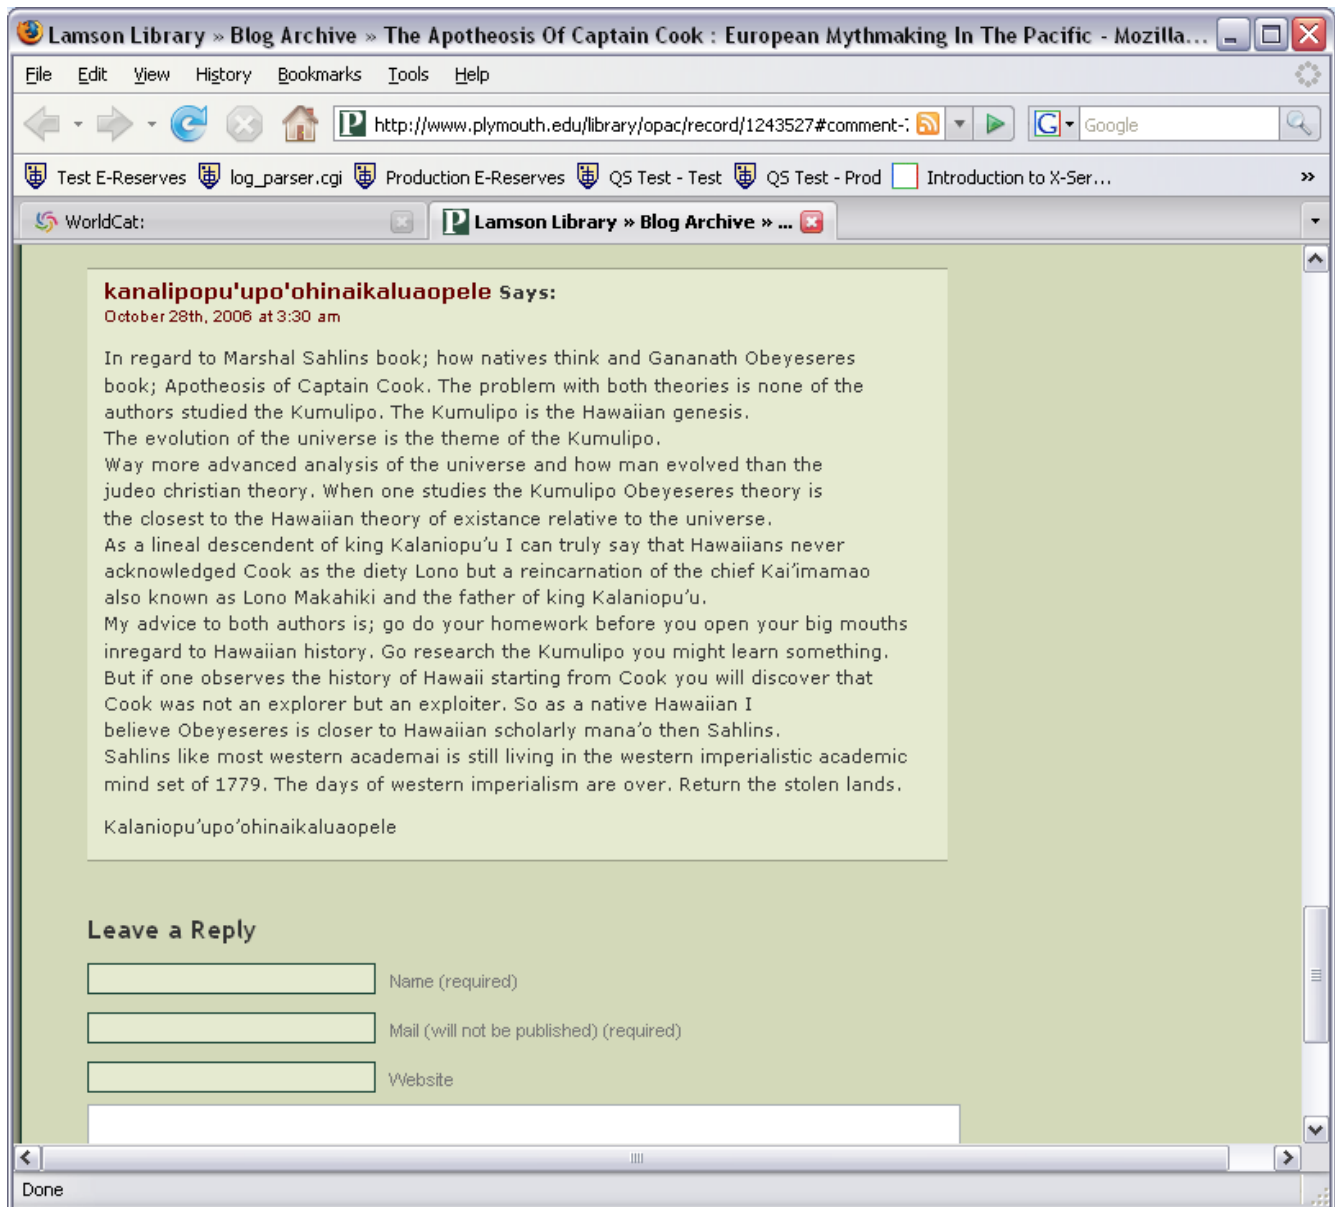 Lamson Library » Blog Archive » The Apotheosis Of Captain Cook : European Mythmaking In The Pacific - Mozilla...
File Edit View History Bookmarks Tools Help
P http://www.plymouth.edu/library/opac/record/1243527#comment-7 G Google
Test E-Reserves log_parser.cgi Production E-Reserves QS Test - Test QS Test - Prod Introduction to X-Ser... »
WorldCat: P Lamson Library » Blog Archive » ...
kanalipopu'upo'ohinaikaluaopele Says:
October 28th, 2006 at 3:30 am
In regard to Marshal Sahlins book; how natives think and Gananath Obeyeseres
book; Apotheosis of Captain Cook. The problem with both theories is none of the
authors studied the Kumulipo. The Kumulipo is the Hawaiian genesis.
The evolution of the universe is the theme of the Kumulipo.
Way more advanced analysis of the universe and how man evolved than the
judeo christian theory. When one studies the Kumulipo Obeyeseres theory is
the closest to the Hawaiian theory of existance relative to the universe.
As a lineal descendent of king Kalaniopu’u I can truly say that Hawaiians never
acknowledged Cook as the diety Lono but a reincarnation of the chief Kai’imamao
also known as Lono Makahiki and the father of king Kalaniopu’u.
My advice to both authors is; go do your homework before you open your big mouths
inregard to Hawaiian history. Go research the Kumulipo you might learn something.
But if one observes the history of Hawaii starting from Cook you will discover that
Cook was not an explorer but an exploiter. So as a native Hawaiian I
believe Obeyeseres is closer to Hawaiian scholarly mana’o then Sahlins.
Sahlins like most western academai is still living in the western imperialistic academic
mind set of 1779. The days of western imperialism are over. Return the stolen lands.
Kalaniopu’upo’ohinaikaluaopele
Leave a Reply
Name (required)
Mail (will not be published) (required)
Website
Done